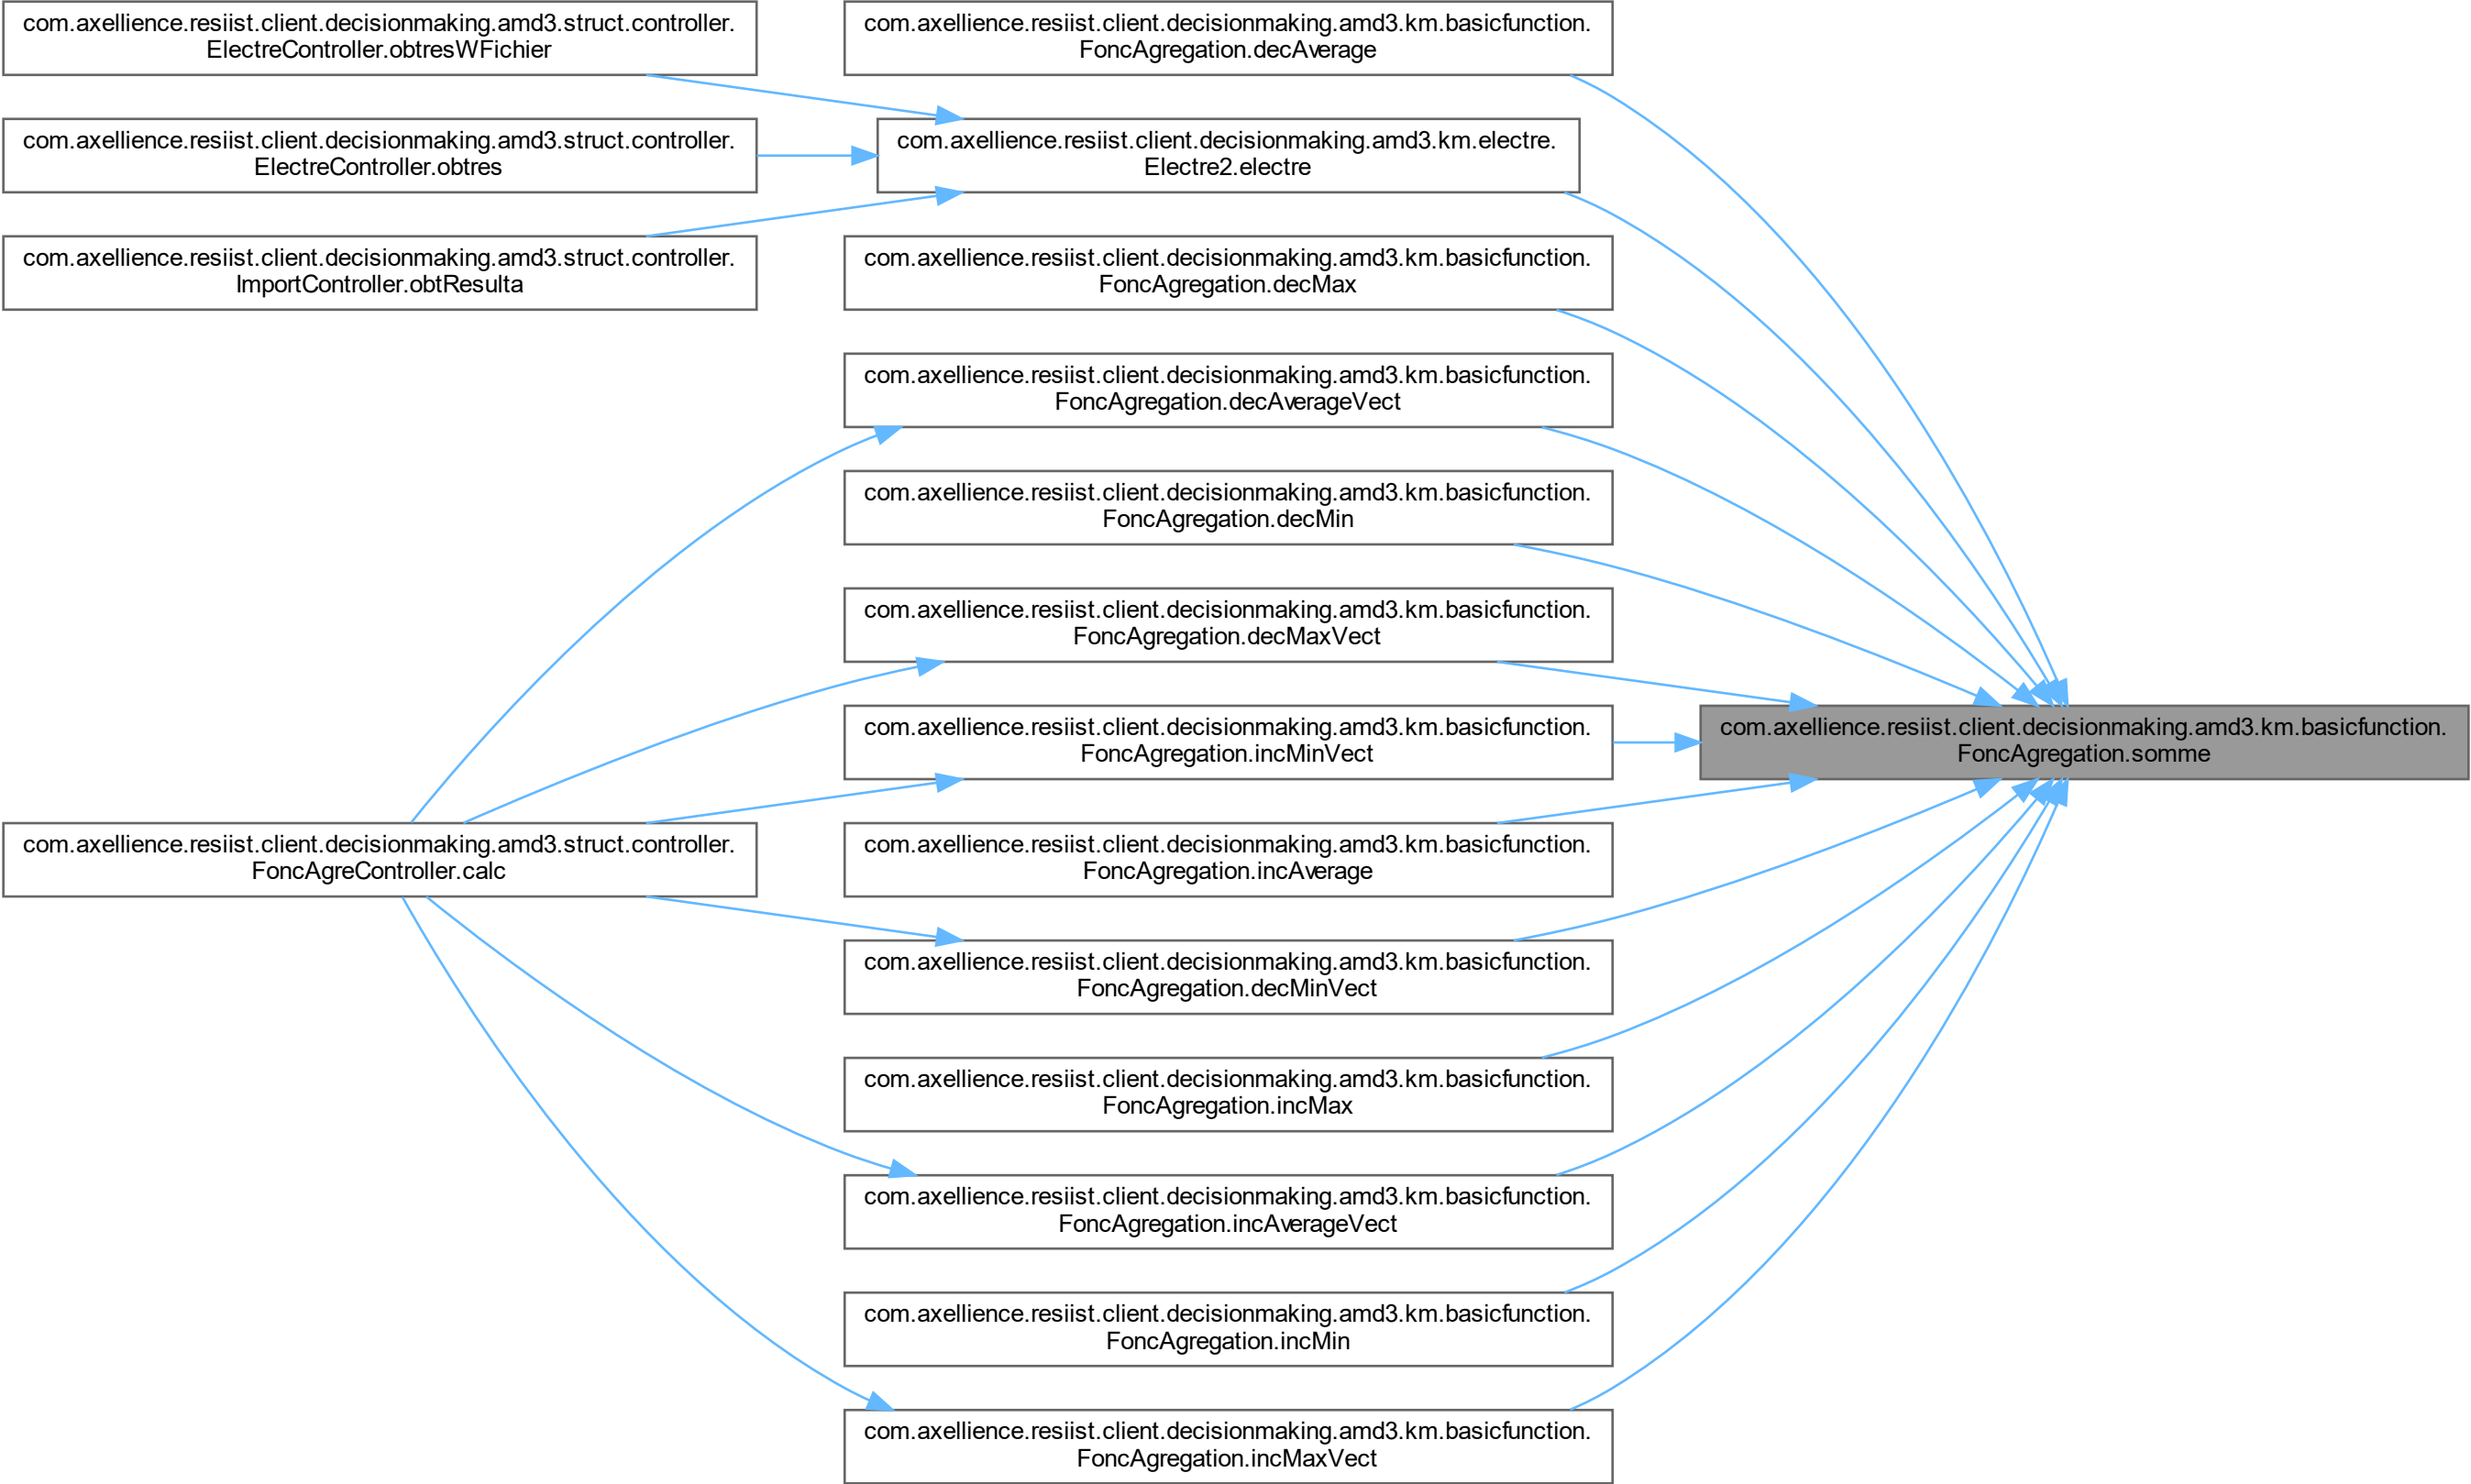 com.axellience.resiist.client.decisionmaking.amd3.struct.controller.
ElectreController.obtresWFichier
com.axellience.resiist.client.decisionmaking.amd3.struct.controller.
ElectreController.obtres
com.axellience.resiist.client.decisionmaking.amd3.struct.controller.
ImportController.obtResulta
com.axellience.resiist.client.decisionmaking.amd3.struct.controller.
FoncAgreController.calc
com.axellience.resiist.client.decisionmaking.amd3.km.basicfunction.
FoncAgregation.decAverage
com.axellience.resiist.client.decisionmaking.amd3.km.electre.
Electre2.electre
com.axellience.resiist.client.decisionmaking.amd3.km.basicfunction.
FoncAgregation.decMax
com.axellience.resiist.client.decisionmaking.amd3.km.basicfunction.
FoncAgregation.decAverageVect
com.axellience.resiist.client.decisionmaking.amd3.km.basicfunction.
FoncAgregation.decMin
com.axellience.resiist.client.decisionmaking.amd3.km.basicfunction.
FoncAgregation.decMaxVect
com.axellience.resiist.client.decisionmaking.amd3.km.basicfunction.
FoncAgregation.incMinVect
com.axellience.resiist.client.decisionmaking.amd3.km.basicfunction.
FoncAgregation.incAverage
com.axellience.resiist.client.decisionmaking.amd3.km.basicfunction.
FoncAgregation.decMinVect
com.axellience.resiist.client.decisionmaking.amd3.km.basicfunction.
FoncAgregation.incMax
com.axellience.resiist.client.decisionmaking.amd3.km.basicfunction.
FoncAgregation.incAverageVect
com.axellience.resiist.client.decisionmaking.amd3.km.basicfunction.
FoncAgregation.incMin
com.axellience.resiist.client.decisionmaking.amd3.km.basicfunction.
FoncAgregation.incMaxVect
com.axellience.resiist.client.decisionmaking.amd3.km.basicfunction.
FoncAgregation.somme